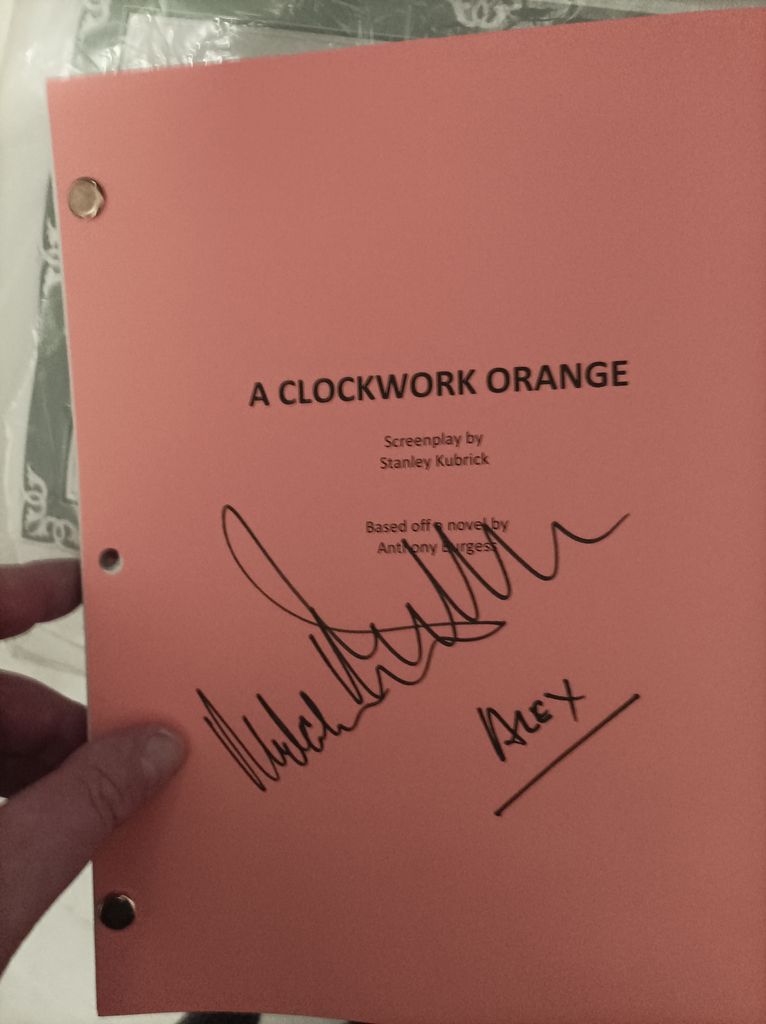 A CLOCKWORK ORANGE
Screenplay by
Stanley Kubrick
Based off a novel by
Anthony Burgess
ALEX